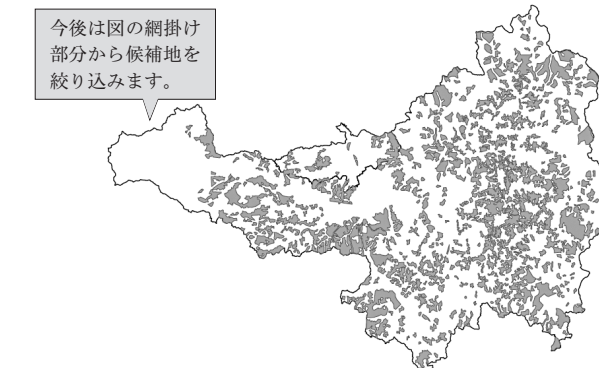 今後は図の網掛け
部分から候補地を
絞り込みます。